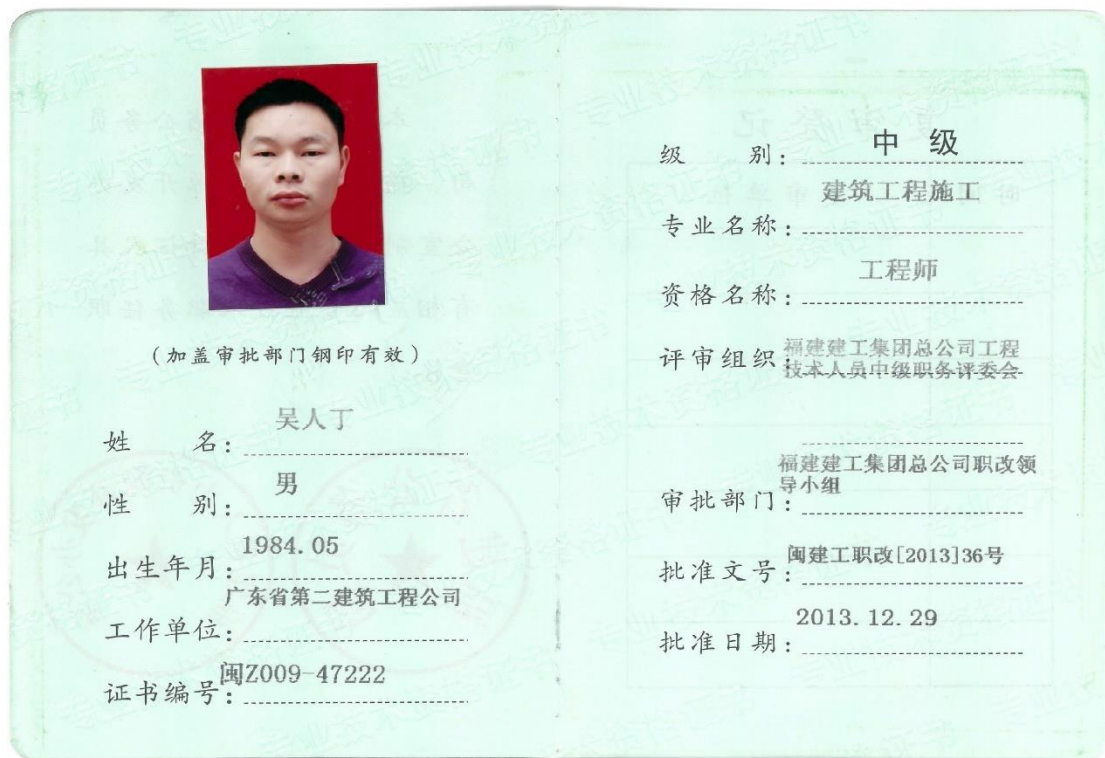 (加盖审批部门钢印有效)
姓 名: 吴人丁
性 别: 男
出生年月: 1984.05
工作单位: 广东省第二建筑工程公司
证书编号: 闽Z009-47222
级 别: 中 级
专业名称: 建筑工程施工
资格名称: 工程师
评审组织: 福建建工集团总公司工程
技术人员中级职务评委会
审批部门: 福建建工集团总公司职改领
导小组
批准文号: 闽建工职改[2013]36号
批准日期: 2013.12.29